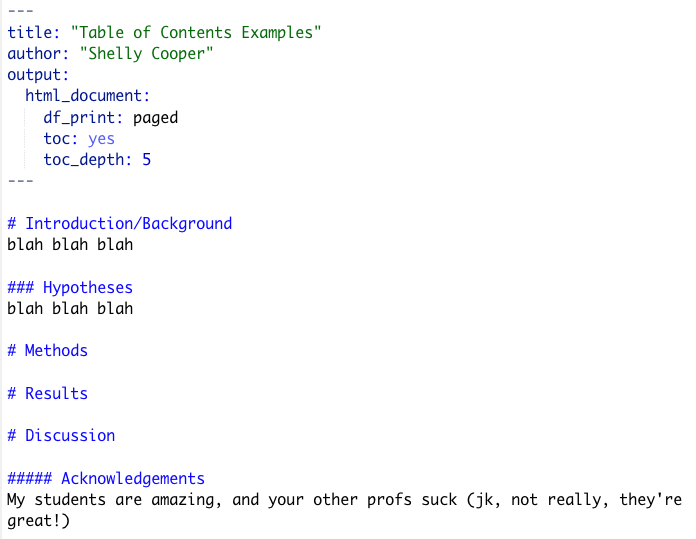 ---
title: "Table of Contents Examples"
author: "Shelly Cooper"
output:
  html_document:
    df_print: paged
    toc: yes
    toc_depth: 5
---

# Introduction/Background
blah blah blah

### Hypotheses
blah blah blah

# Methods

# Results

# Discussion

##### Acknowledgements
My students are amazing, and your other profs suck (jk, not really, they're
great!)